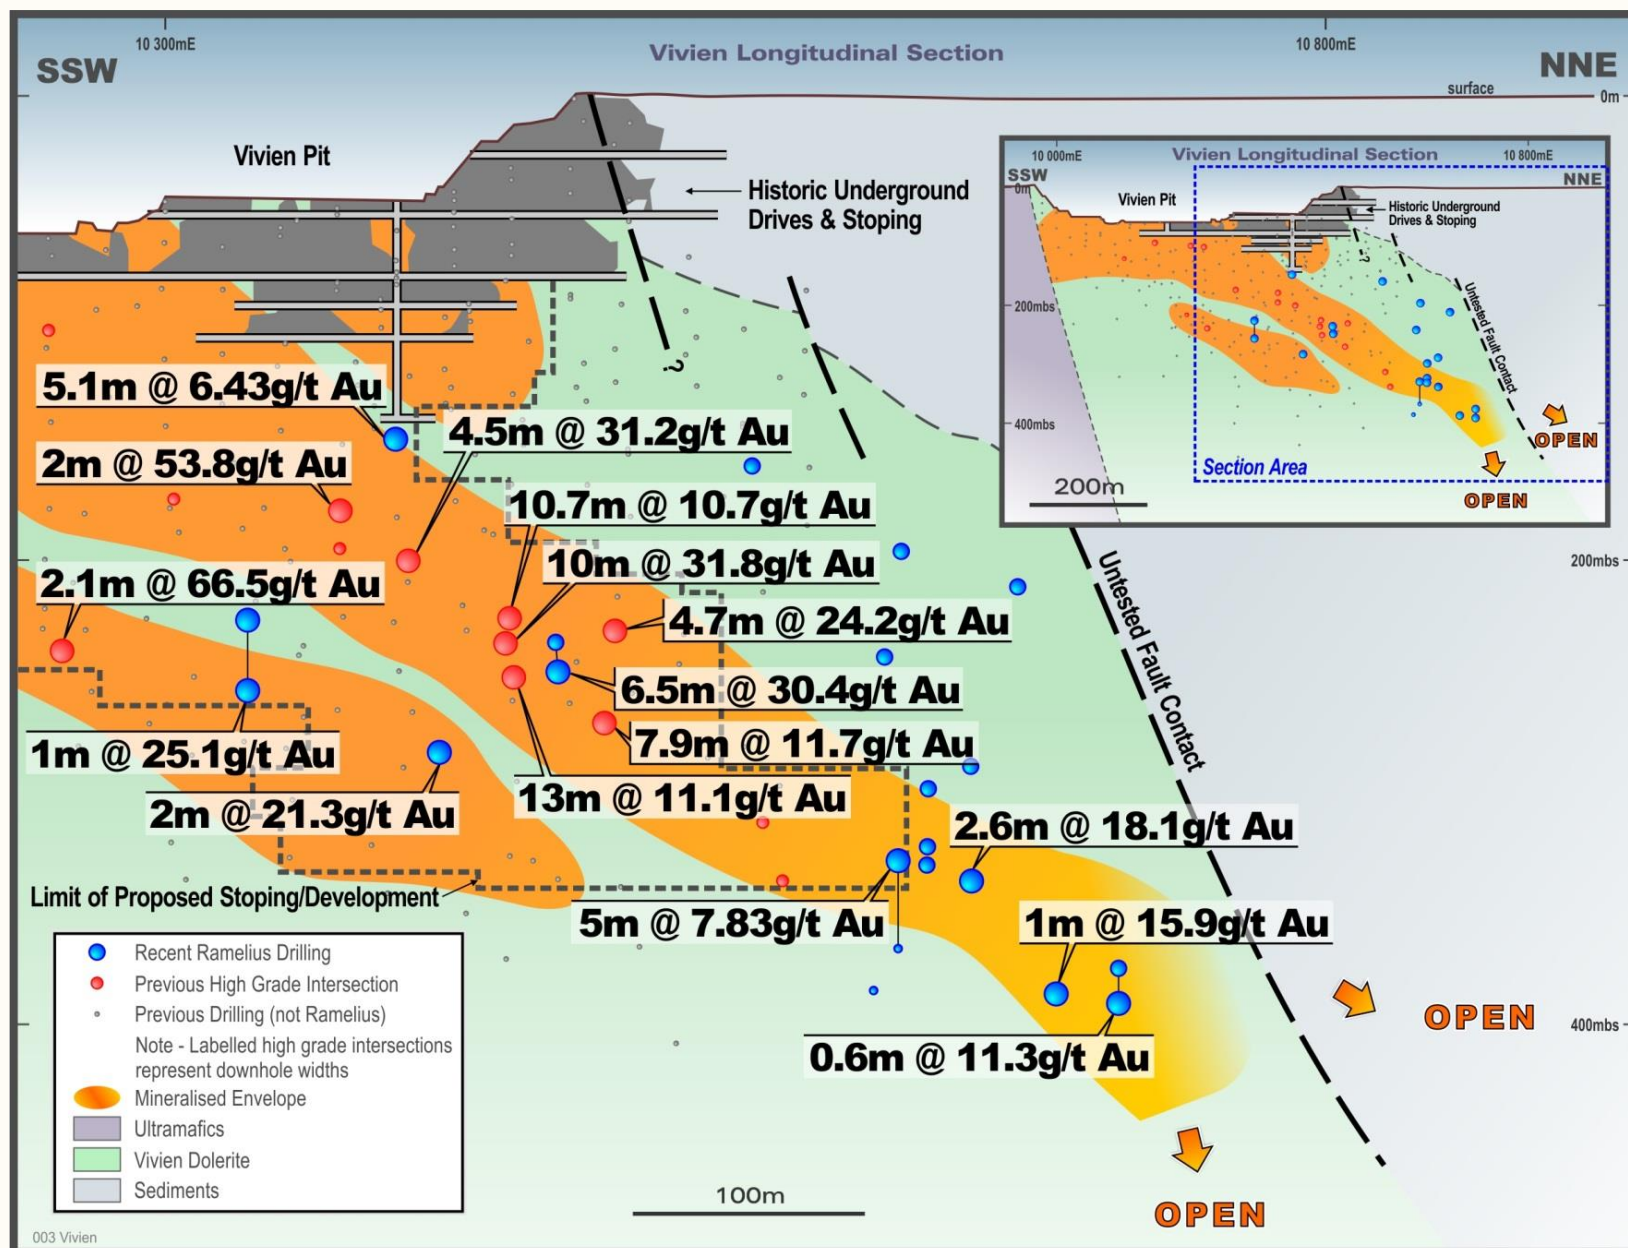 10 300mE
10 800mE
Vivien Longitudinal Section
SSW
NNE
surface
0m
Vivien Pit
Historic Underground
Drives & Stoping
10 000mE
10 800mE
Vivien Longitudinal Section
SSW
NNE
0m
Vivien Pit
Historic Underground
Drives & Stoping
?
200mbs
Untested Fault Contact
400mbs
OPEN
Section Area
OPEN
200m
?
5.1m @ 6.43g/t Au
4.5m @ 31.2g/t Au
2m @ 53.8g/t Au
10.7m @ 10.7g/t Au
10m @ 31.8g/t Au
200mbs
2.1m @ 66.5g/t Au
4.7m @ 24.2g/t Au
Untested Fault Contact
6.5m @ 30.4g/t Au
1m @ 25.1g/t Au
7.9m @ 11.7g/t Au
13m @ 11.1g/t Au
2m @ 21.3g/t Au
2.6m @ 18.1g/t Au
Limit of Proposed Stoping/Development
5m @ 7.83g/t Au
1m @ 15.9g/t Au
OPEN
400mbs
0.6m @ 11.3g/t Au
Recent Ramelius Drilling
Previous High Grade Intersection
Previous Drilling (not Ramelius)
Note - Labelled high grade intersections
represent downhole widths
Mineralised Envelope
Ultramafics
Vivien Dolerite
Sediments
100m
OPEN
003 Vivien